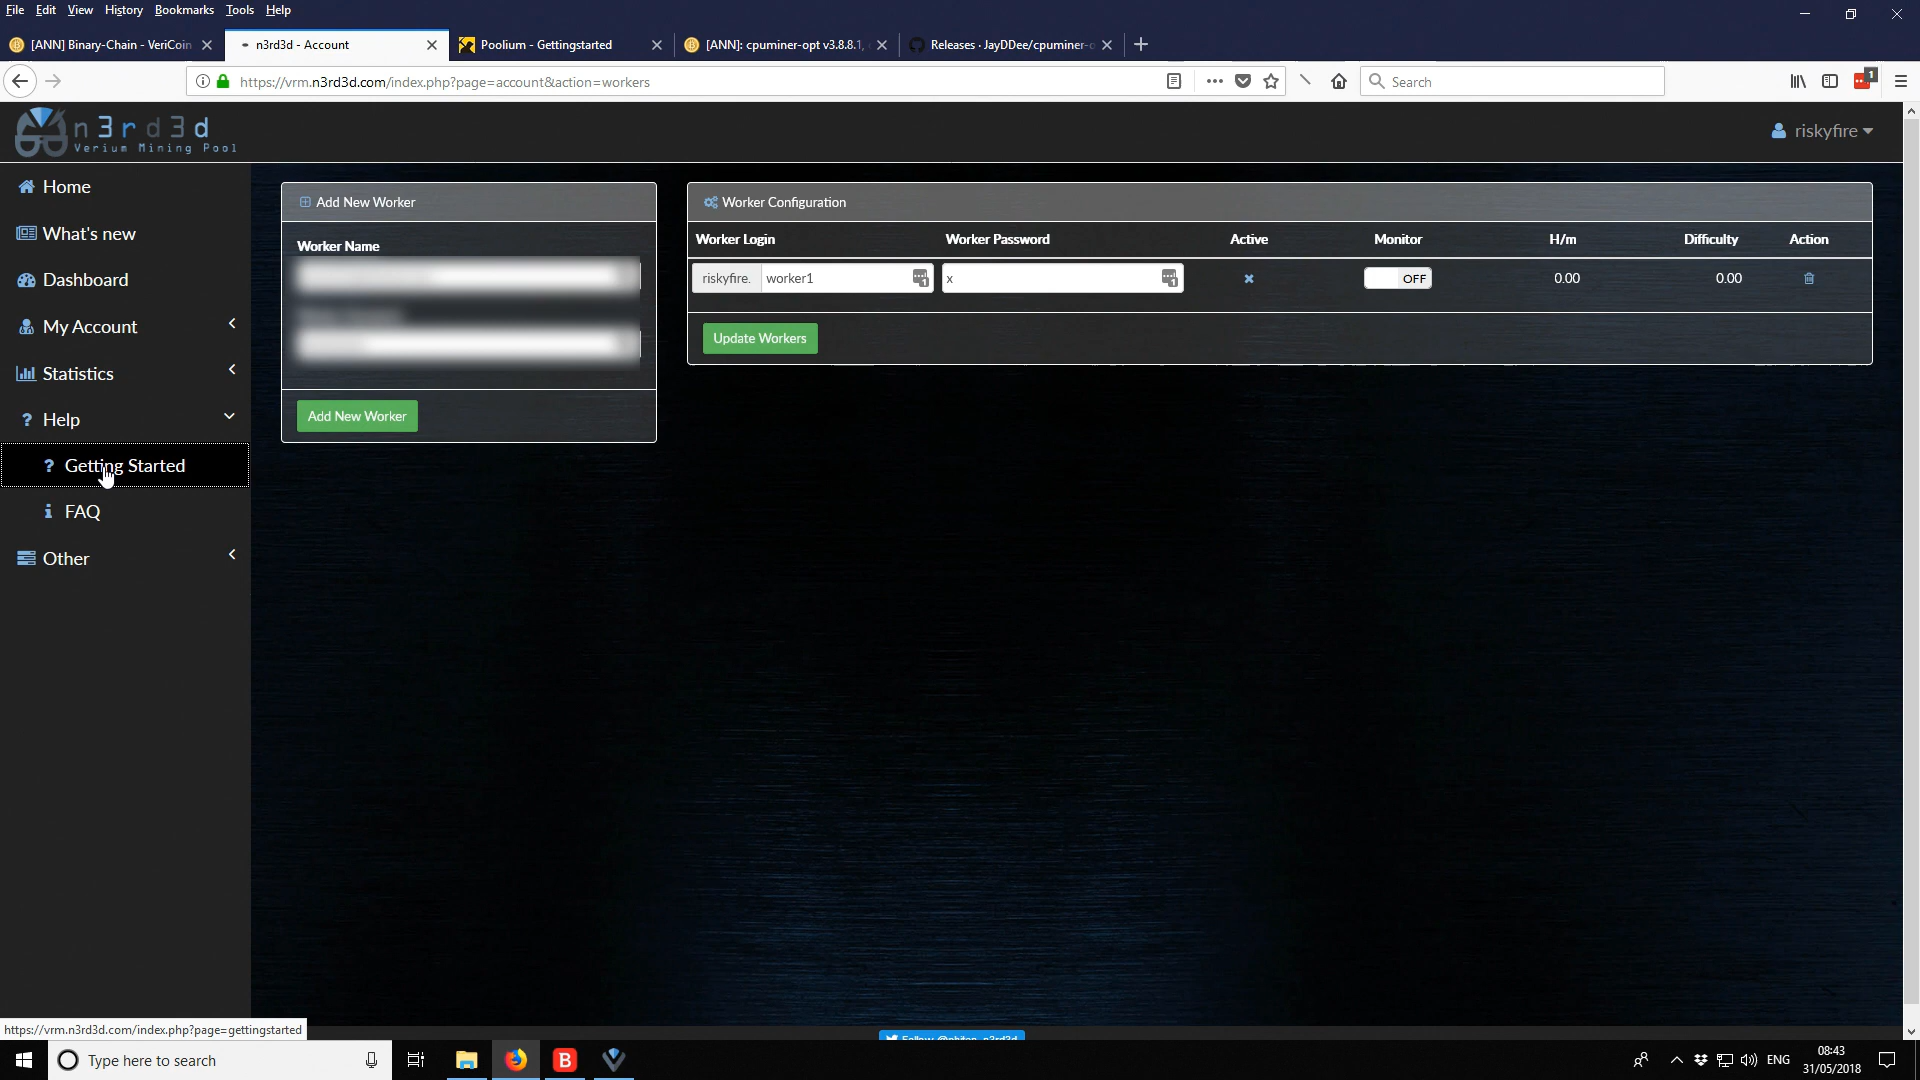 File Edit View History Bookmarks Tools Help
[ANN] Binary-Chain - VeriCoin
n3rd3d - Account
Poolium - Gettingstarted
[ANN]: cpuminer-opt v3.8.8.1,
Releases · JayDDee/cpuminer-o
https://vrm.n3rd3d.com/index.php?page=account&action=workers
Search
1
n3rd3d
Verium Mining Pool
riskyfire
Home
What's new
Dashboard
My Account
Statistics
Help
Getting Started
FAQ
Other
Add New Worker
Worker Name
Add New Worker
Worker Configuration
Worker Login Worker Password Active Monitor H/m Difficulty Action
riskyfire. worker1 x OFF 0.00 0.00
Update Workers
https://vrm.n3rd3d.com/index.php?page=gettingstarted
Type here to search
ENG
08:43
31/05/2018